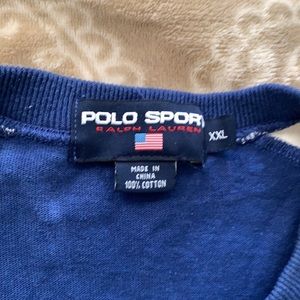 POLO SPORT
RALPH LAUREN
XXL
MADE IN
CHINA
100% COTTON